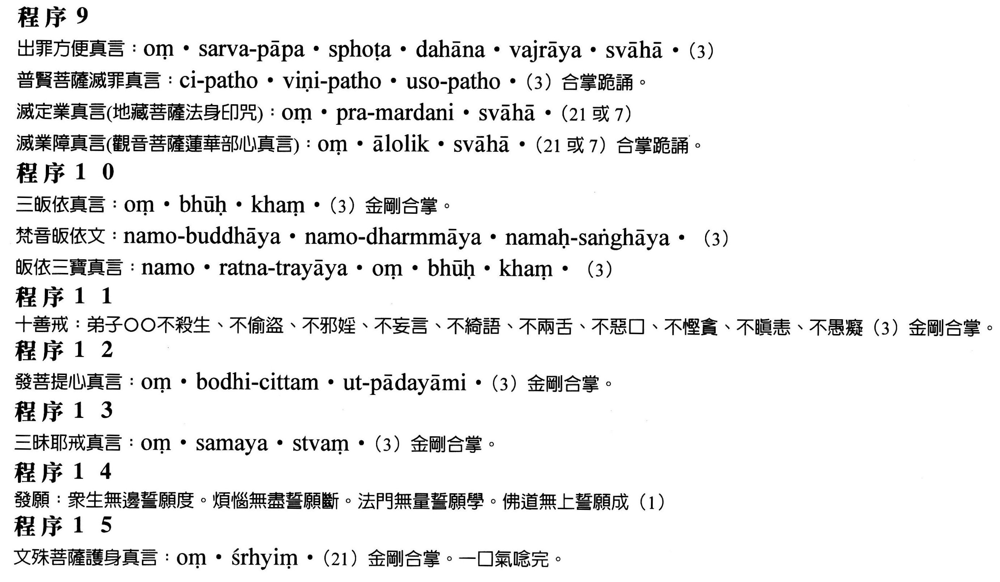 程序9
出罪方便真言：oṃ • sarva-pāpa • sphoṭa • dahāna • vajrāya • svāhā •（3）
普賢菩薩滅罪真言：ci-patho • viṇi-patho • uso-patho •（3）合掌跪誦。
滅定業真言(地藏菩薩法身印咒)：oṃ • pra-mardani • svāhā •（21或7）
滅業障真言(觀音菩薩蓮華部心真言)：oṃ • ālolik • svāhā •（21或7）合掌跪誦。
程序10
三皈依真言：oṃ • bhūḥ • khaṃ •（3）金剛合掌。
梵音皈依文：namo-buddhāya • namo-dharmmāya • namaḥ-saṅghāya •（3）
皈依三寶真言：namo • ratna-trayāya • oṃ • bhūḥ • khaṃ •（3）
程序11
十善戒：弟子○○不殺生、不偷盜、不邪婬、不妄言、不綺語、不兩舌、不惡口、不慳貪、不瞋恚、不愚癡（3）金剛合掌。
程序12
發菩提心真言：oṃ • bodhi-cittam • ut-pādayāmi •（3）金剛合掌。
程序13
三昧耶戒真言：oṃ • samaya • stvaṃ •（3）金剛合掌。
程序14
發願：衆生無邊誓願度。煩惱無盡誓願斷。法門無量誓願學。佛道無上誓願成（1）
程序15
文殊菩薩護身真言：oṃ • śrhyiṃ •（21）金剛合掌。一口氣唸完。